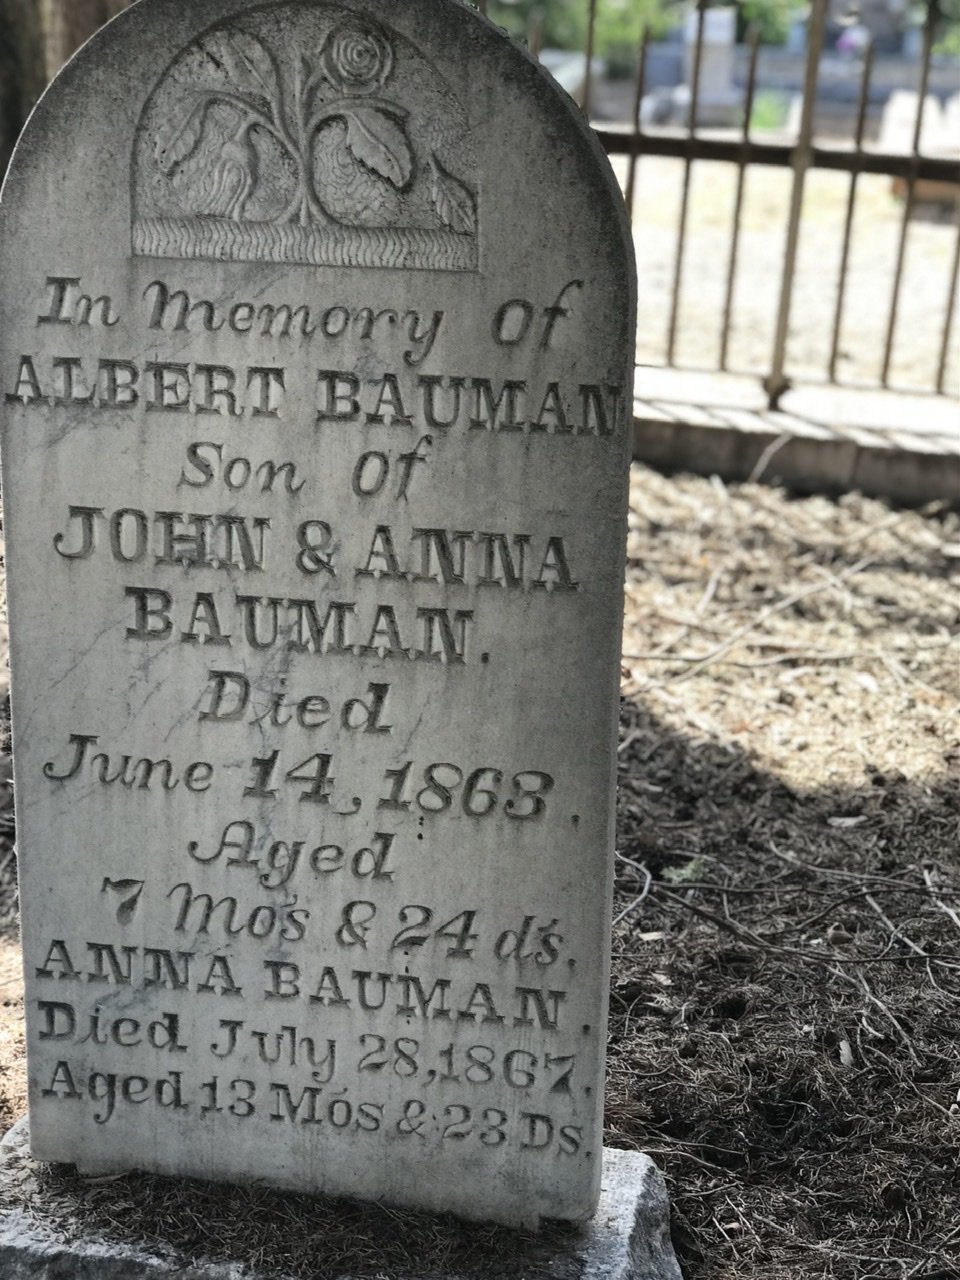 In Memory Of
ALBERT BAUMAN
Son Of
JOHN & ANNA
BAUMAN.
Died
June 14, 1863.
Aged
7 Mo's & 24 d's.
ANNA BAUMAN.
Died July 28, 1867.
Aged 13 Mos & 23 Ds.